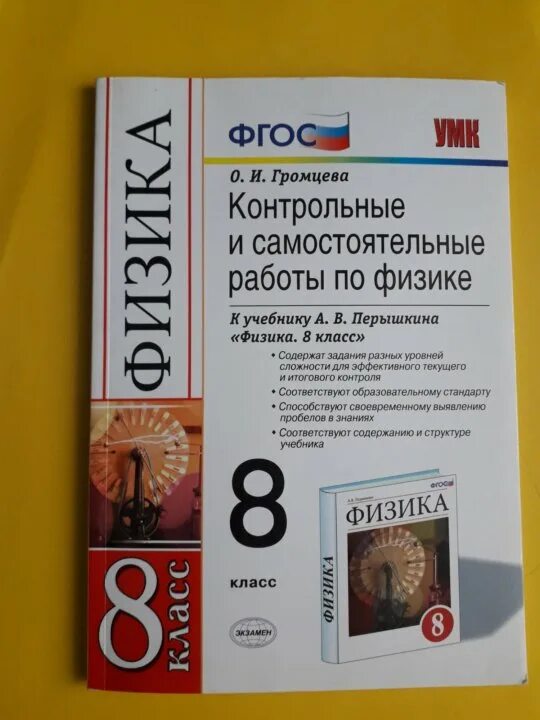 ФИЗИКА
8 класс
ФГОС
УМК
О. И. Громцева
Контрольные
и самостоятельные
работы по физике
К учебнику А. В. Перышкина
«Физика. 8 класс»
• Содержат задания разных уровней
сложности для эффективного текущего
и итогового контроля
• Соответствуют образовательному стандарту
• Способствуют своевременному выявлению
пробелов в знаниях
• Соответствуют содержанию и структуре
учебника
8
класс
ЭКЗАМЕН
ФГОС
ФИЗИКА
ФИЗИКА
8